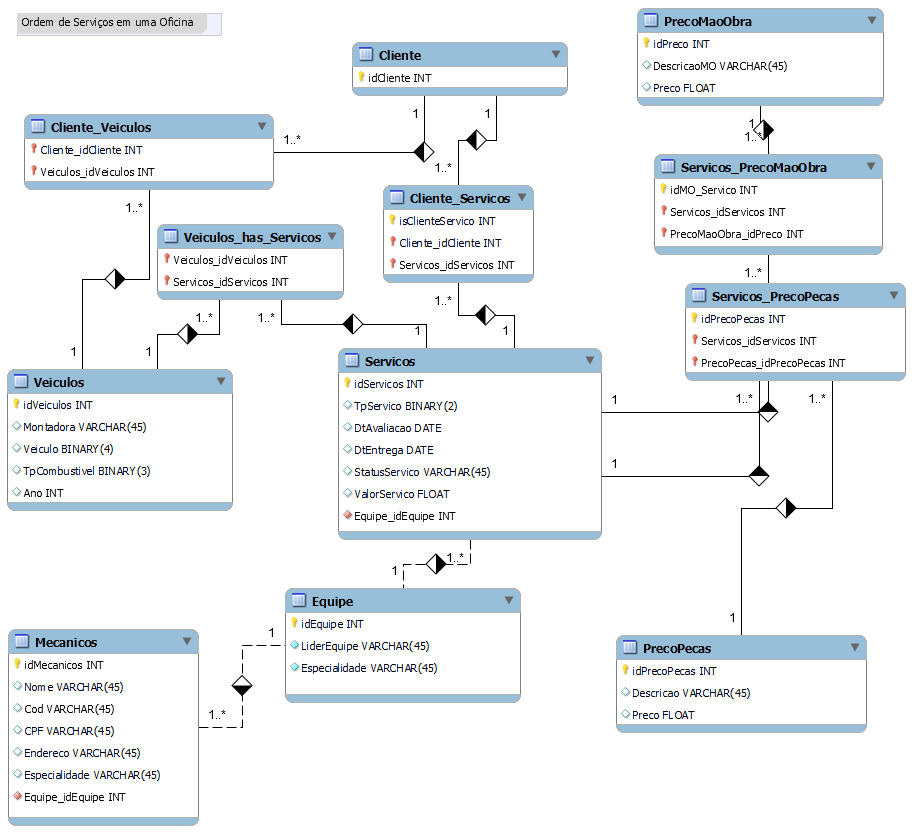 Ordem de Serviços em uma Oficina
Cliente
idCliente INT
PrecoMaoObra
idPreco INT
DescricaoMO VARCHAR(45)
Preco FLOAT
Cliente_Veiculos
Cliente_idCliente INT
Veiculos_idVeiculos INT
1..*
1
1
1..*
1
1..*
Cliente_Servicos
isClienteServico INT
Cliente_idCliente INT
Servicos_idServicos INT
Servicos_PrecoMaoObra
idMO_Servico INT
Servicos_idServicos INT
PrecoMaoObra_idPreco INT
1..*
Veiculos_has_Servicos
Veiculos_idVeiculos INT
Servicos_idServicos INT
1..*
Servicos_PrecoPecas
idPrecoPecas INT
Servicos_idServicos INT
PrecoPecas_idPrecoPecas INT
1..*
1..*
1..*
1
1
1
1
Veiculos
idVeiculos INT
Montadora VARCHAR(45)
Veiculo BINARY(4)
TpCombustivel BINARY(3)
Ano INT
Servicos
idServicos INT
TpServico BINARY(2)
DtAvaliacao DATE
DtEntrega DATE
StatusServico VARCHAR(45)
ValorServico FLOAT
Equipe_idEquipe INT
1
1..*
1..*
1
1..*
1
Equipe
idEquipe INT
LiderEquipe VARCHAR(45)
Especialidade VARCHAR(45)
1
1
Mecanicos
idMecanicos INT
Nome VARCHAR(45)
Cod VARCHAR(45)
CPF VARCHAR(45)
Endereco VARCHAR(45)
Especialidade VARCHAR(45)
Equipe_idEquipe INT
1..*
PrecoPecas
idPrecoPecas INT
Descricao VARCHAR(45)
Preco FLOAT